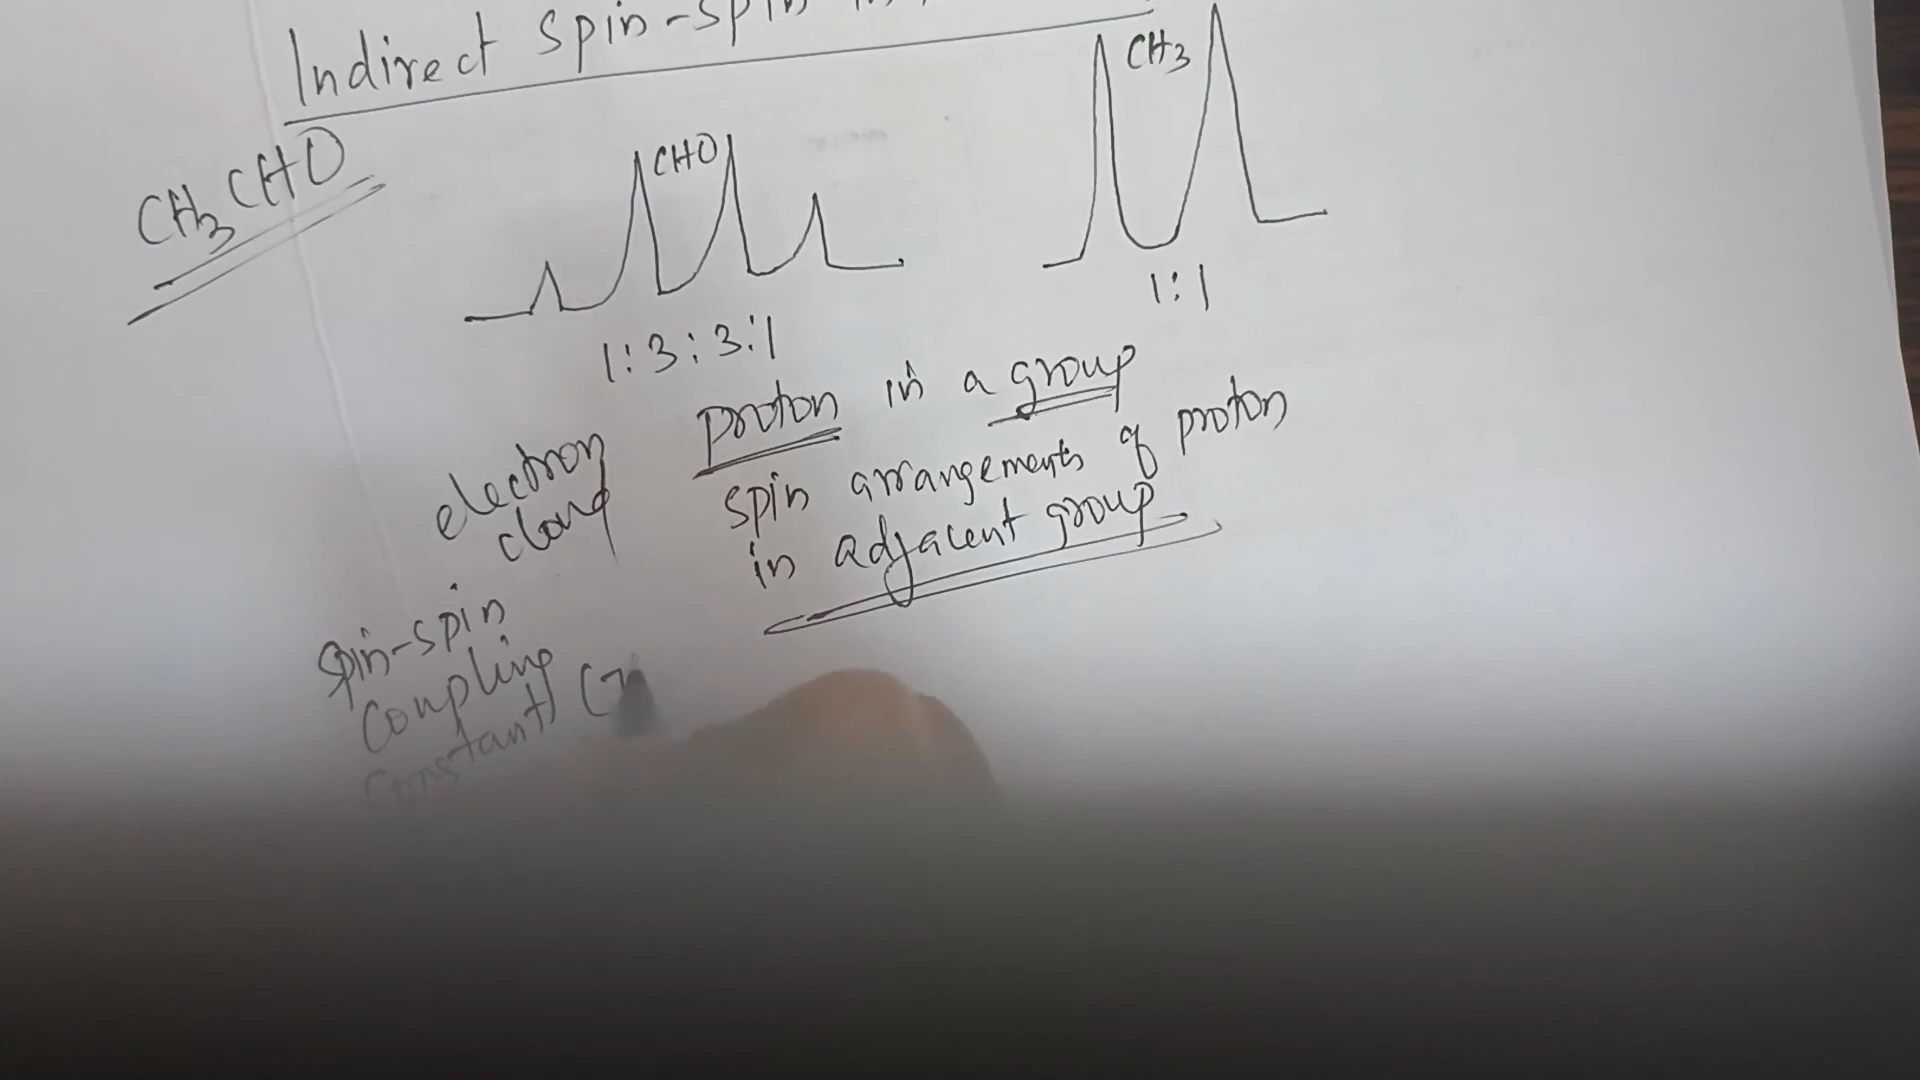 Indirect spin-spin
CH3CHO
CHO
CH3
1:3:3:1
1:1
proton in a group
spin arrangements of proton
in adjacent group
electron
cloud
spin-spin
coupling
constant (J